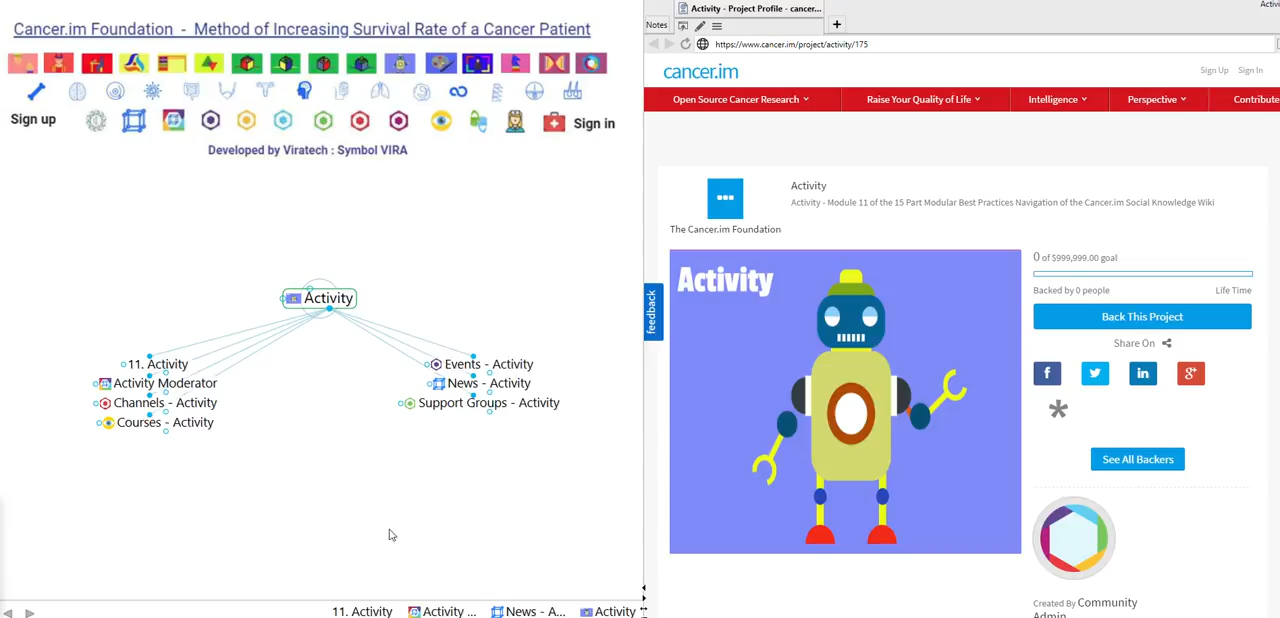 Cancer.im Foundation - Method of Increasing Survival Rate of a Cancer Patient
Sign up
Sign in
Developed by Viratech : Symbol VIRA
Activity
11. Activity
Activity Moderator
Channels - Activity
Courses - Activity
Events - Activity
News - Activity
Support Groups - Activity
11. Activity
Activity ...
News - A...
Activity
Activi
Activity - Project Profile - cancer...
Notes
https://www.cancer.im/project/activity/175
cancer.im
Sign Up
Sign In
Open Source Cancer Research
Raise Your Quality of Life
Intelligence
Perspective
Contribute
Activity
Activity - Module 11 of the 15 Part Modular Best Practices Navigation of the Cancer.im Social Knowledge Wiki
The Cancer.im Foundation
Activity
feedback
0 of $999,999.00 goal
Backed by 0 people
Life Time
Back This Project
Share On
See All Backers
Created By Community
Admin